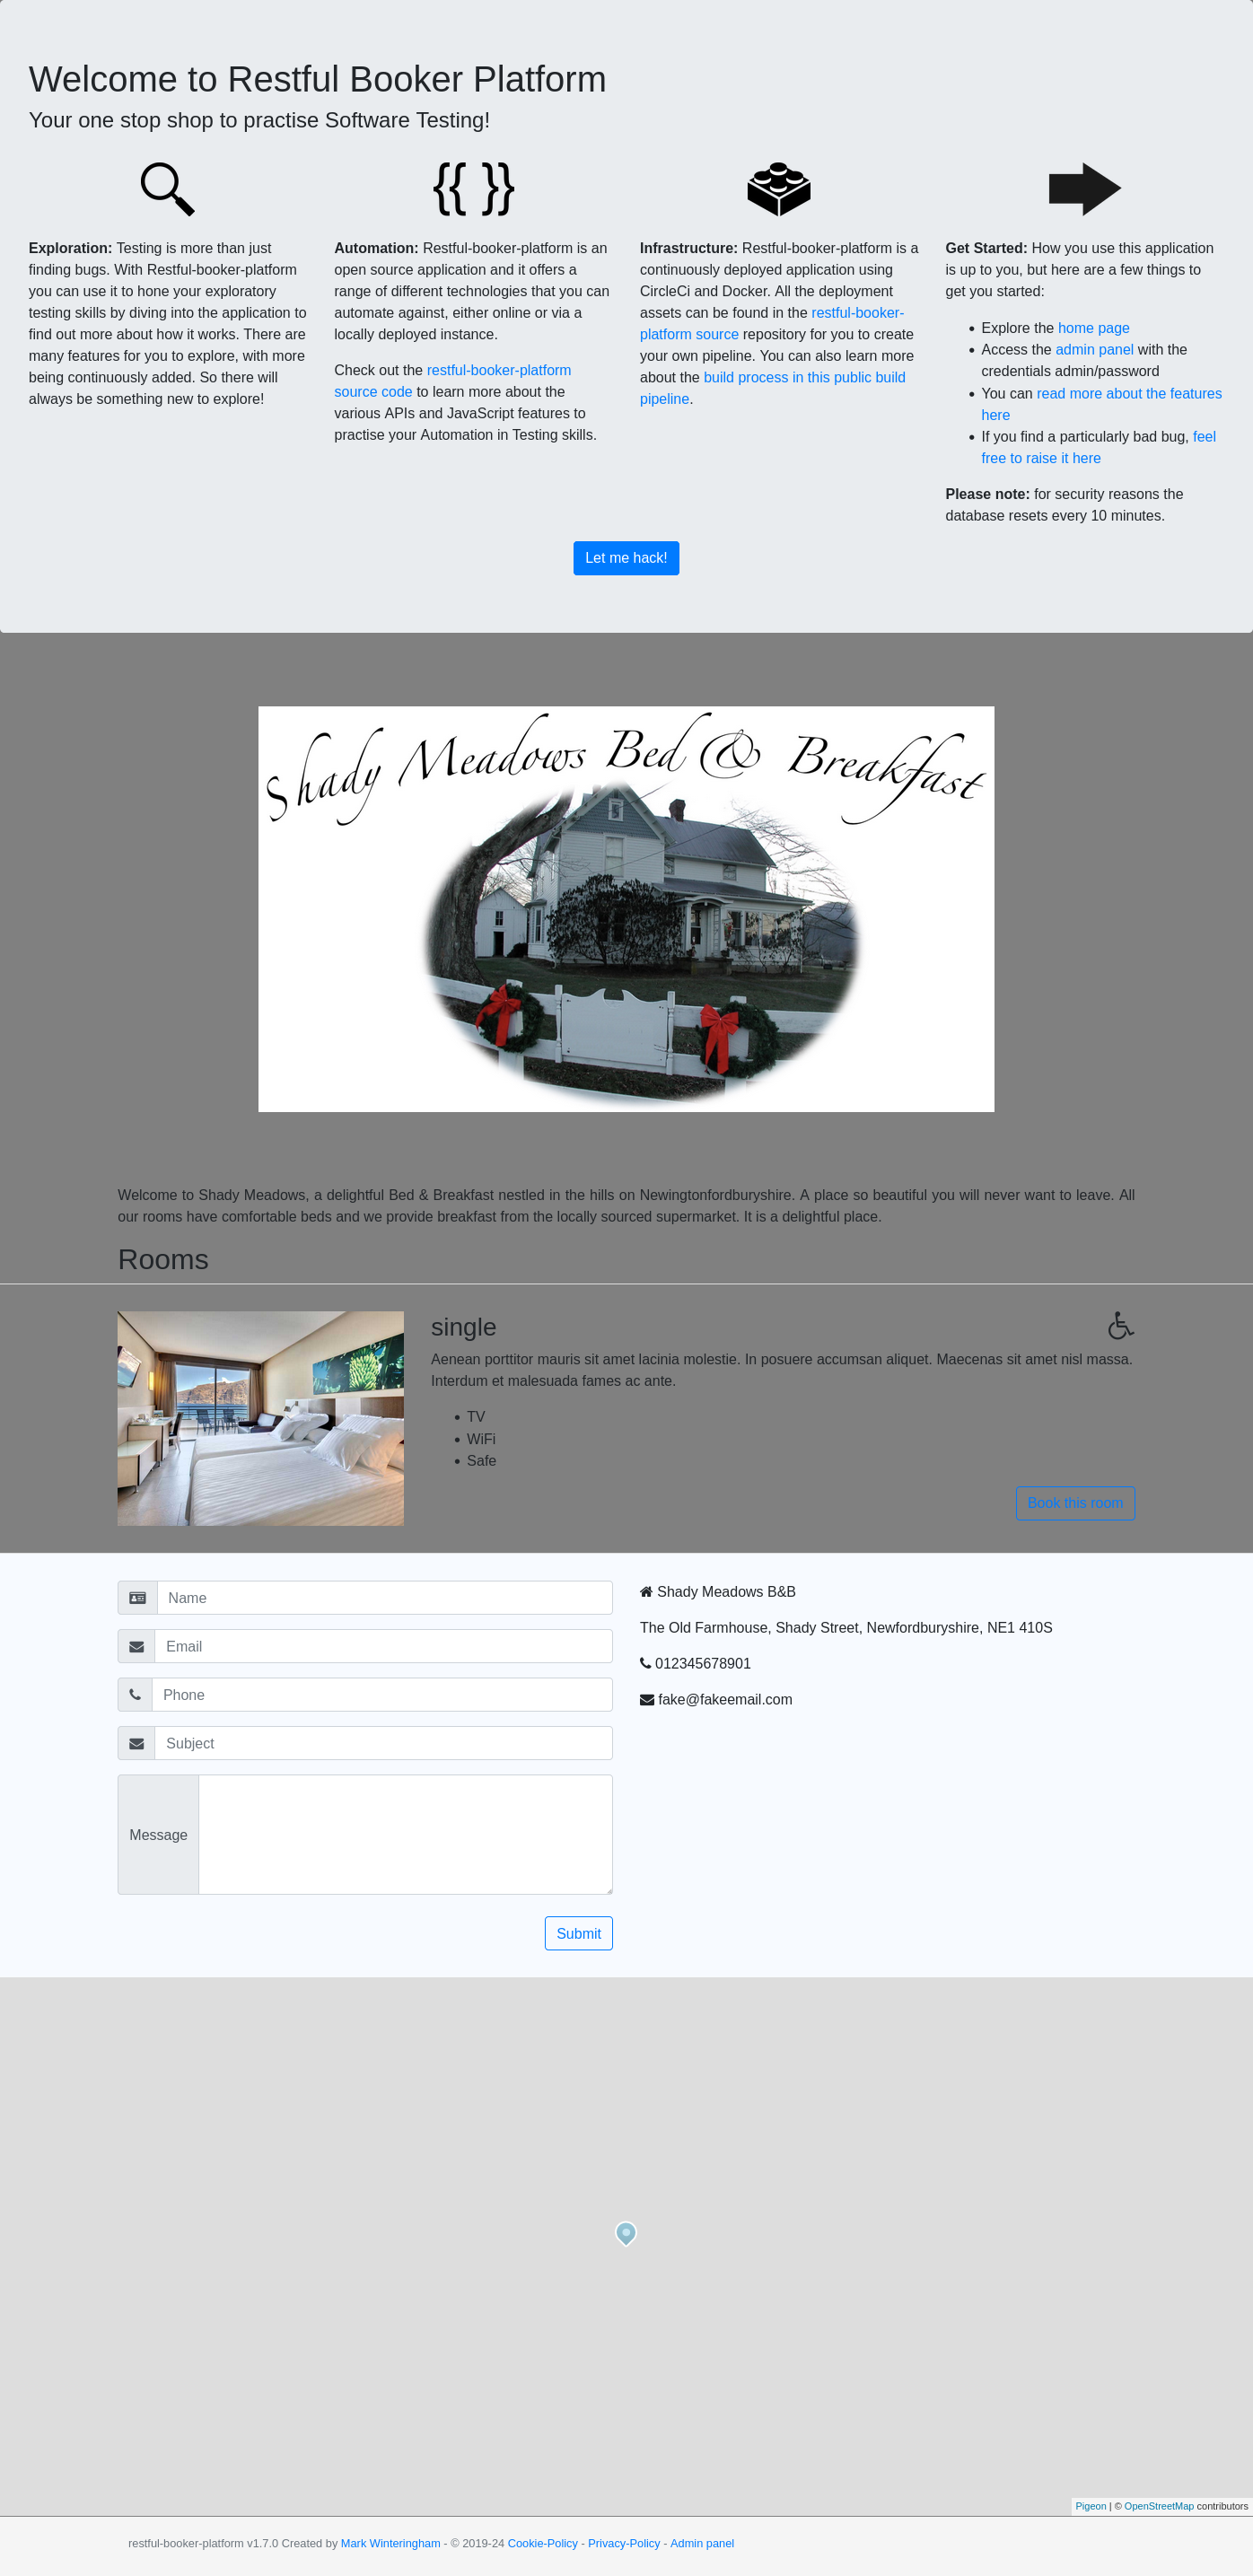 Welcome to Restful Booker Platform
Your one stop shop to practise Software Testing!
{{ }}
Exploration: Testing is more than just
finding bugs. With Restful-booker-platform
you can use it to hone your exploratory
testing skills by diving into the application to
find out more about how it works. There are
many features for you to explore, with more
being continuously added. So there will
always be something new to explore!
Automation: Restful-booker-platform is an
open source application and it offers a
range of different technologies that you can
automate against, either online or via a
locally deployed instance.
Check out the restful-booker-platform
source code to learn more about the
various APIs and JavaScript features to
practise your Automation in Testing skills.
Infrastructure: Restful-booker-platform is a
continuously deployed application using
CircleCi and Docker. All the deployment
assets can be found in the restful-booker-
platform source repository for you to create
your own pipeline. You can also learn more
about the build process in this public build
pipeline.
Get Started: How you use this application
is up to you, but here are a few things to
get you started:
• Explore the home page
• Access the admin panel with the
credentials admin/password
• You can read more about the features
here
• If you find a particularly bad bug, feel
free to raise it here
Please note: for security reasons the
database resets every 10 minutes.
Let me hack!
Shady Meadows Bed & Breakfast
Welcome to Shady Meadows, a delightful Bed & Breakfast nestled in the hills on Newingtonfordburyshire. A place so beautiful you will never want to leave. All
our rooms have comfortable beds and we provide breakfast from the locally sourced supermarket. It is a delightful place.
Rooms
single
Aenean porttitor mauris sit amet lacinia molestie. In posuere accumsan aliquet. Maecenas sit amet nisl massa.
Interdum et malesuada fames ac ante.
• TV
• WiFi
• Safe
Book this room
Name
Email
Phone
Subject
Message
Submit
Shady Meadows B&B
The Old Farmhouse, Shady Street, Newfordburyshire, NE1 410S
012345678901
fake@fakeemail.com
Pigeon | © OpenStreetMap contributors
restful-booker-platform v1.7.0 Created by Mark Winteringham - © 2019-24 Cookie-Policy - Privacy-Policy - Admin panel